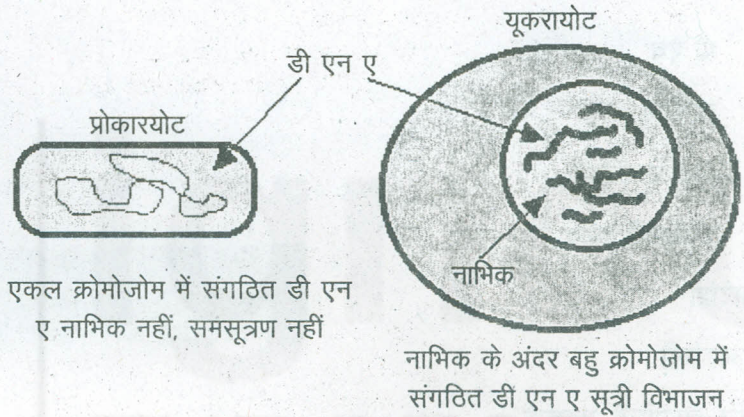 यूकरायोट
डी एन ए
प्रोकारयोट
नाभिक
एकल क्रोमोजोम में संगठित डी एन
ए नाभिक नहीं, समसूत्रण नहीं
नाभिक के अंदर बहु क्रोमोजोम में
संगठित डी एन ए सूत्री विभाजन